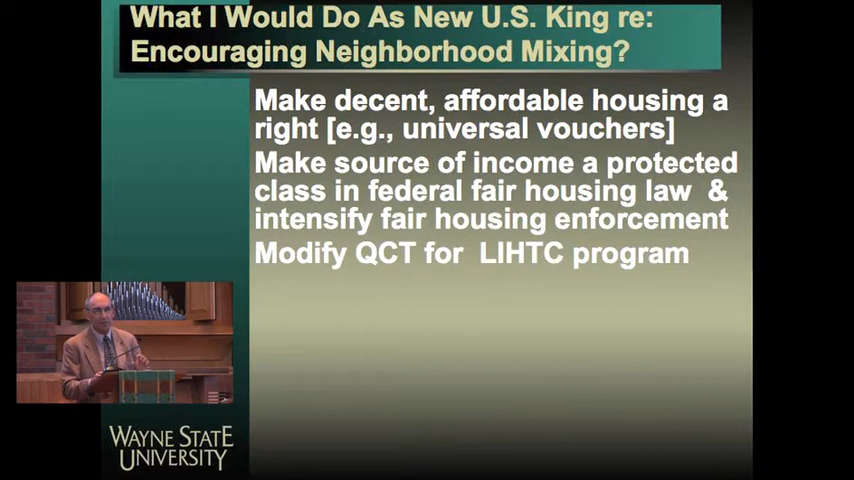 What I Would Do As New U.S. King re:
Encouraging Neighborhood Mixing?
Make decent, affordable housing a
right [e.g., universal vouchers]
Make source of income a protected
class in federal fair housing law &
intensify fair housing enforcement
Modify QCT for LIHTC program
WAYNE STATE
UNIVERSITY